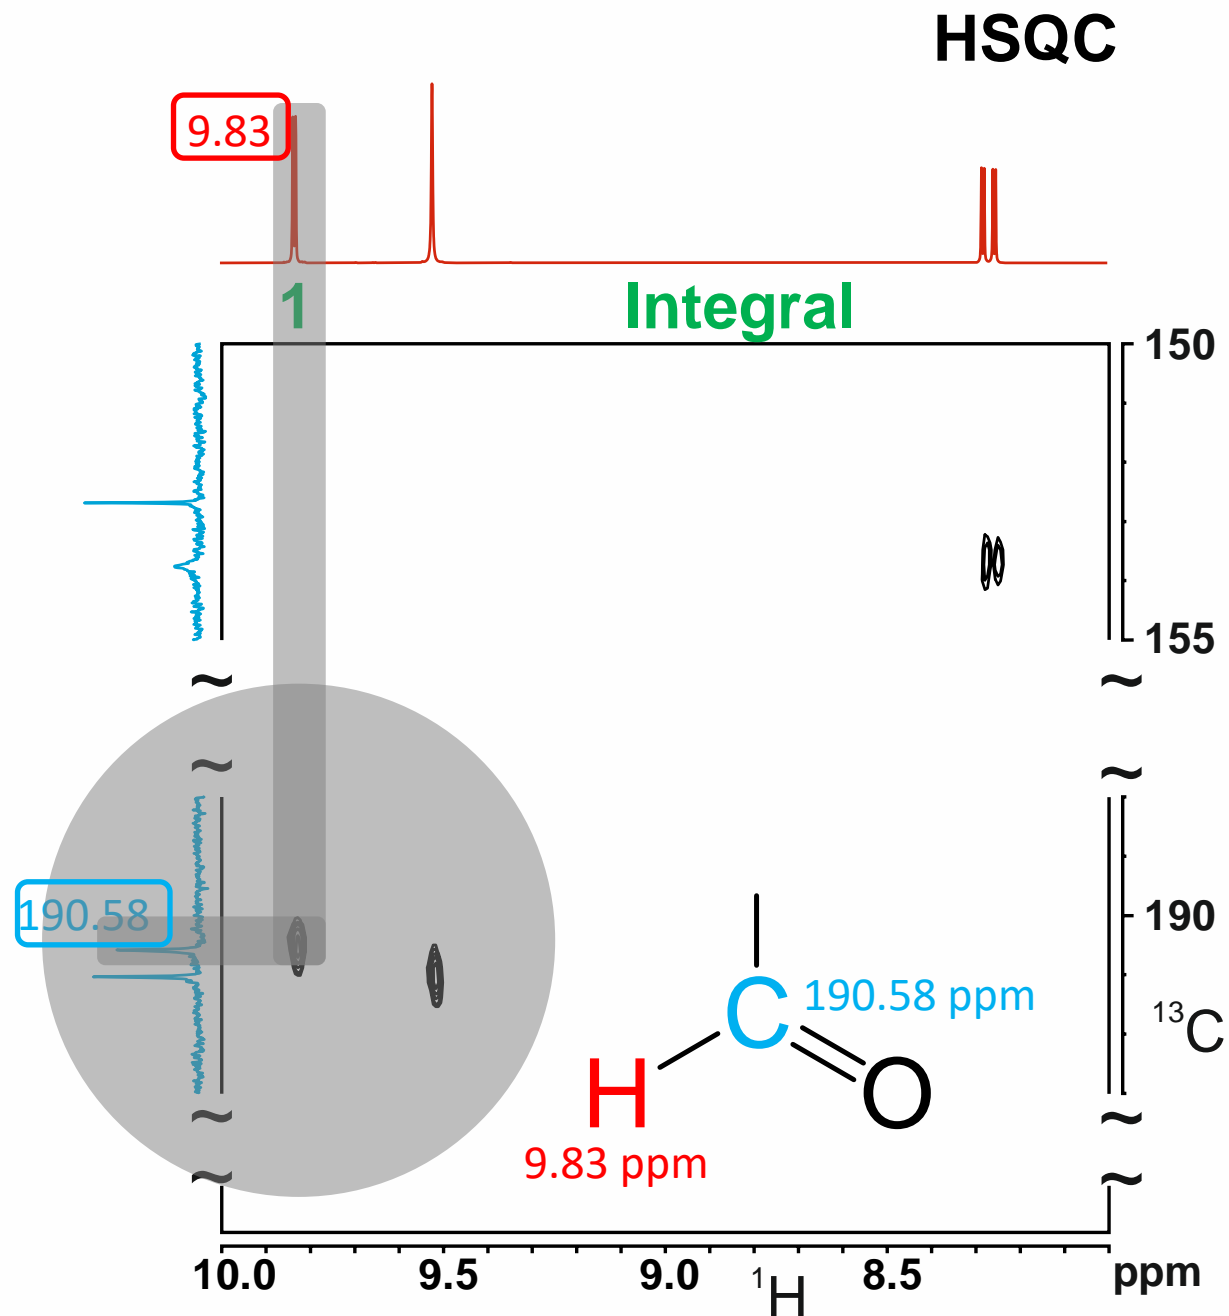 HSQC
9.83
1 Integral
150
155
~ ~
~ ~
190.58
190
C 190.58 ppm
¹³C
H O
9.83 ppm
~ ~
~ ~
10.0 9.5 9.0 ¹H 8.5 ppm